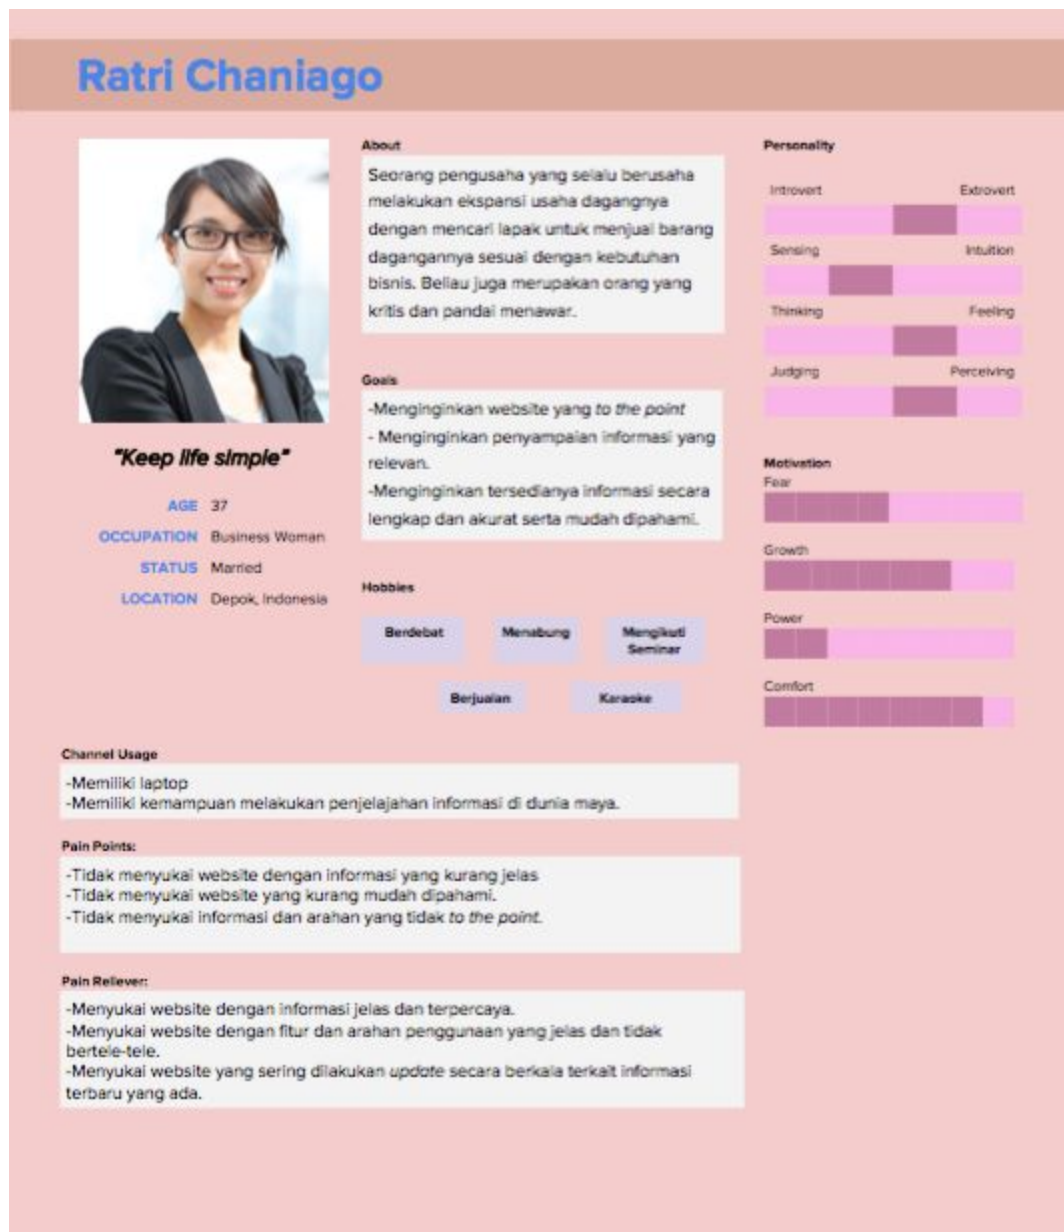 Ratri Chaniago
"Keep life simple"
AGE 37
OCCUPATION Business Woman
STATUS Married
LOCATION Depok, Indonesia
About
Seorang pengusaha yang selalu berusaha
melakukan ekspansi usaha dagangnya
dengan mencari lapak untuk menjual barang
dagangannya sesuai dengan kebutuhan
bisnis. Beliau juga merupakan orang yang
kritis dan pandai menawar.
Goals
-Menginginkan website yang to the point
- Menginginkan penyampaian informasi yang
relevan.
-Menginginkan tersedianya informasi secara
lengkap dan akurat serta mudah dipahami.
Hobbies
Berdebat
Menabung
Mengikuti
Seminar
Berjualan
Karaoke
Personality
Introvert Extrovert
Sensing Intuition
Thinking Feeling
Judging Perceiving
Motivation
Fear
Growth
Power
Comfort
Channel Usage
-Memiliki laptop
-Memiliki kemampuan melakukan penjelajahan informasi di dunia maya.
Pain Points:
-Tidak menyukai website dengan informasi yang kurang jelas
-Tidak menyukai website yang kurang mudah dipahami.
-Tidak menyukai informasi dan arahan yang tidak to the point.
Pain Reliever:
-Menyukai website dengan informasi jelas dan terpercaya.
-Menyukai website dengan fitur dan arahan penggunaan yang jelas dan tidak
bertele-tele.
-Menyukai website yang sering dilakukan update secara berkala terkait informasi
terbaru yang ada.